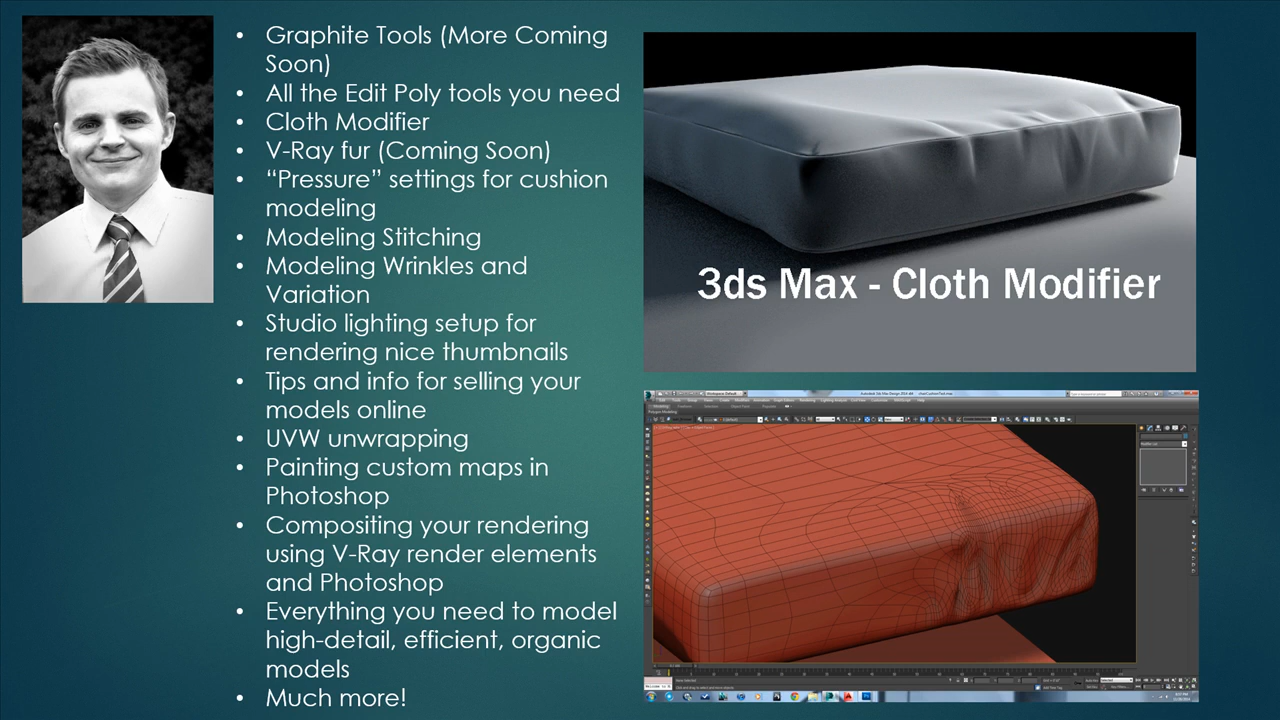 • Graphite Tools (More Coming
Soon)
• All the Edit Poly tools you need
• Cloth Modifier
• V-Ray fur (Coming Soon)
• “Pressure” settings for cushion
modeling
• Modeling Stitching
• Modeling Wrinkles and
Variation
• Studio lighting setup for
rendering nice thumbnails
• Tips and info for selling your
models online
• UVW unwrapping
• Painting custom maps in
Photoshop
• Compositing your rendering
using V-Ray render elements
and Photoshop
• Everything you need to model
high-detail, efficient, organic
models
• Much more!
3ds Max - Cloth Modifier